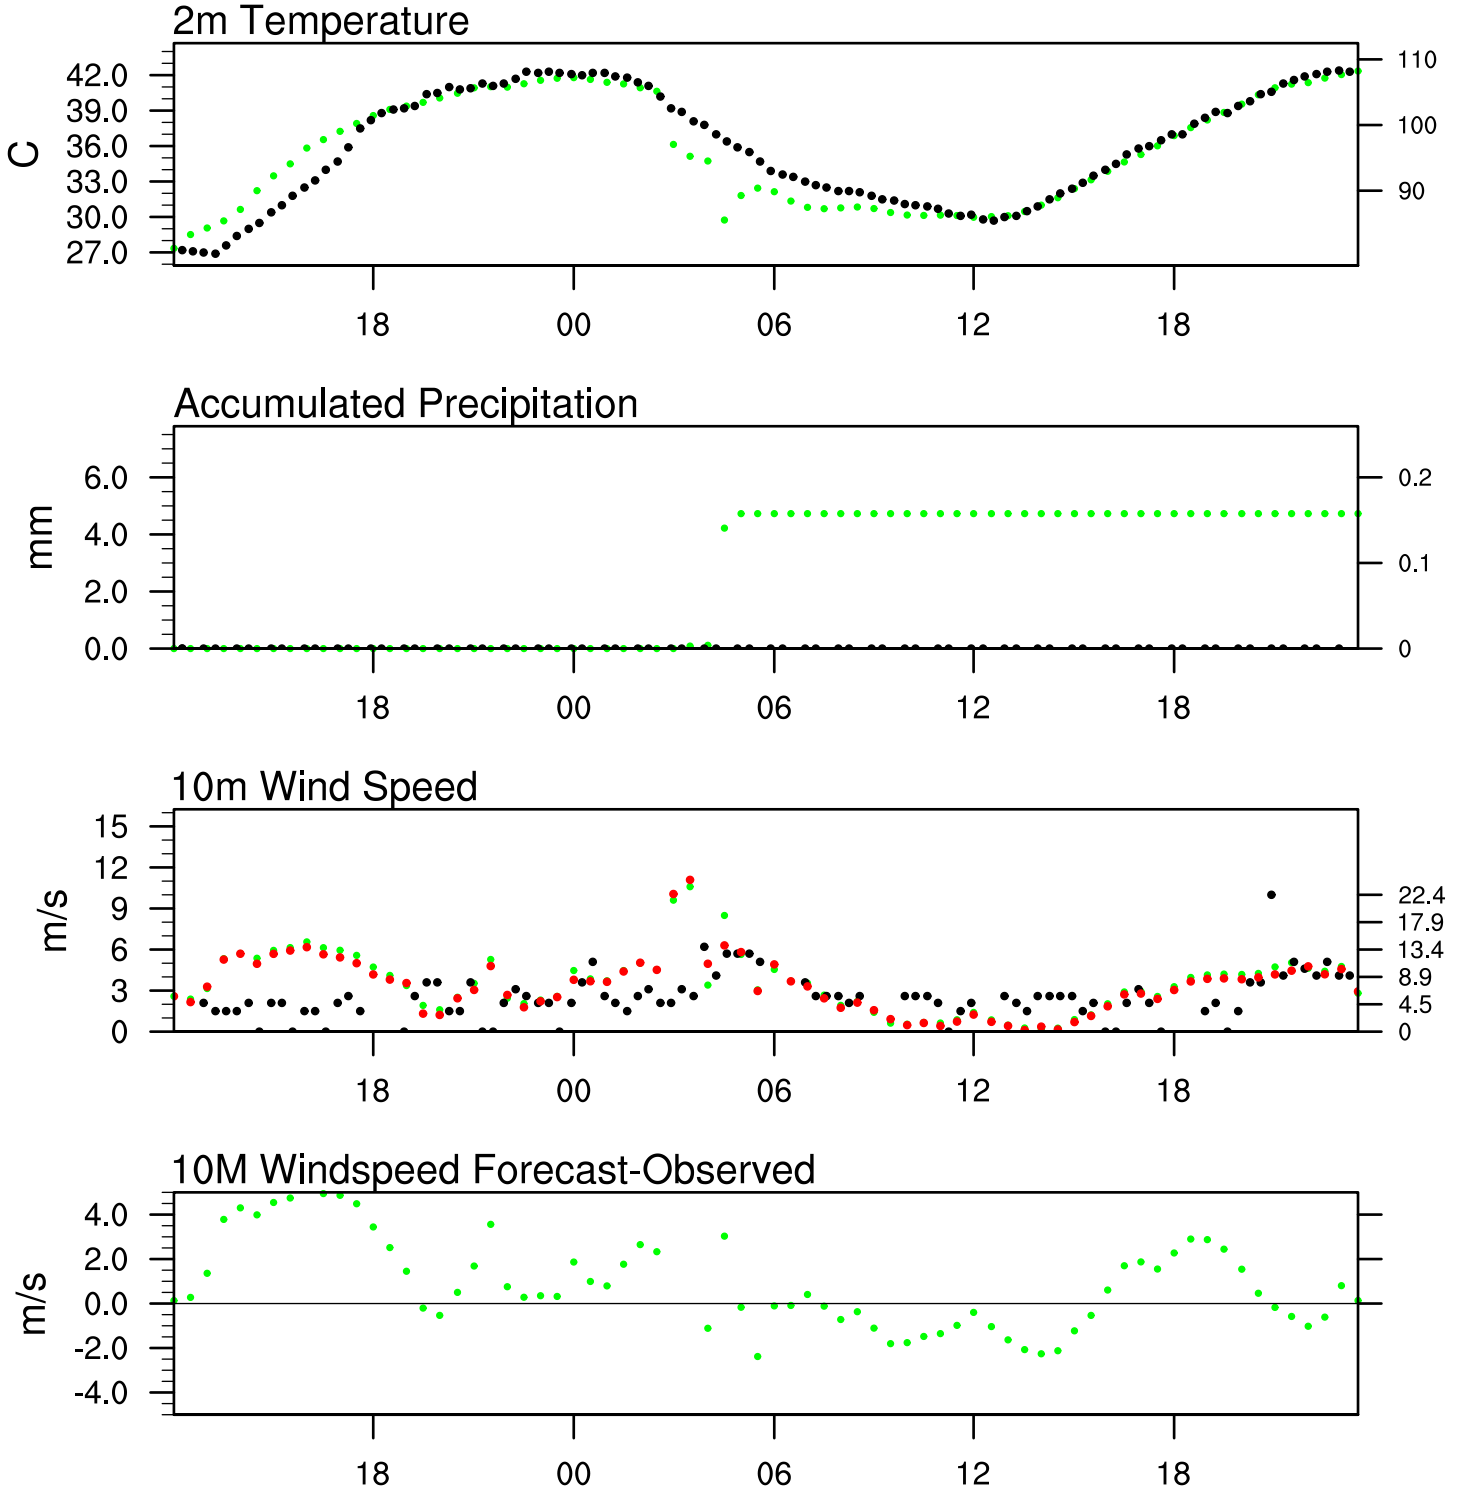 2m Temperature
42.0
39.0
36.0
33.0
30.0
27.0
C
110
100
90
18 00 06 12 18
Accumulated Precipitation
6.0
4.0
2.0
0.0
mm
0.2
0.1
0
18 00 06 12 18
10m Wind Speed
15
12
9
6
3
0
m/s
22.4
17.9
13.4
8.9
4.5
0
18 00 06 12 18
10M Windspeed Forecast-Observed
4.0
2.0
0.0
-2.0
-4.0
m/s
18 00 06 12 18